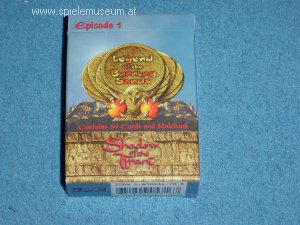 © www.spielemuseum.at
Episode 1
Legend
of the
Burning
Sands
Contains 60 Cards and Rulebook
Shadow
of the
Tyrant